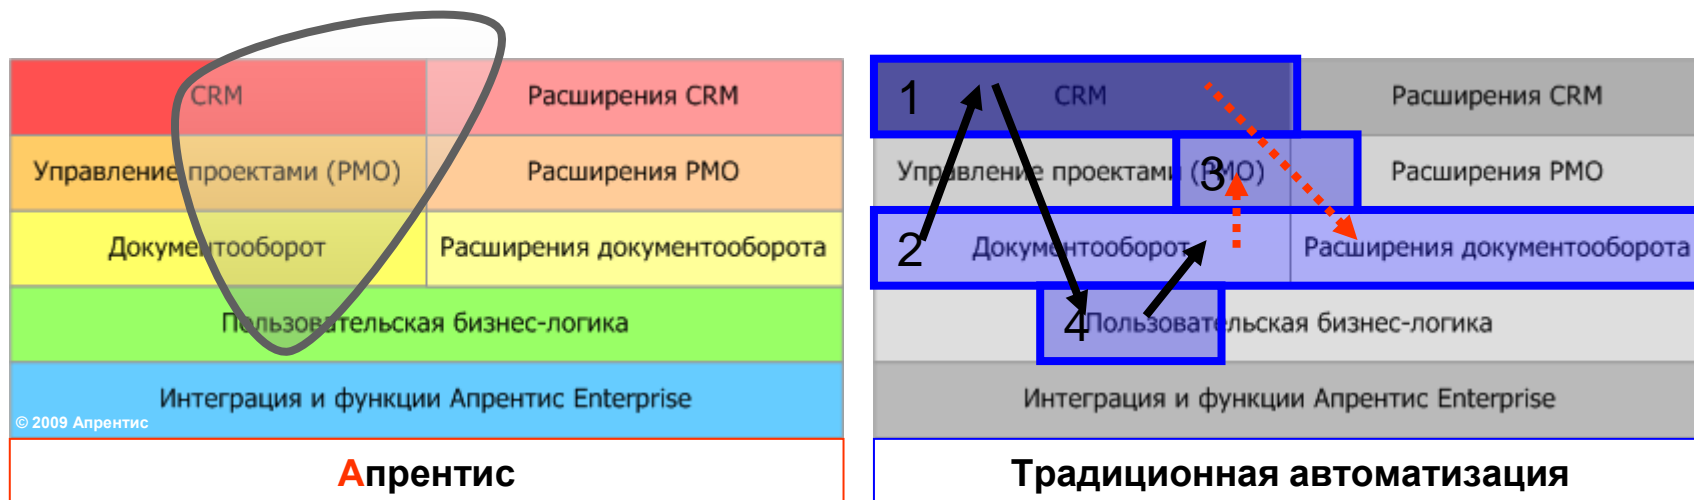 CRM
Расширения CRM
Управление проектами (PMO)
Расширения PMO
Документооборот
Расширения документооборота
Пользовательская бизнес-логика
Интеграция и функции Апрентис Enterprise
© 2009 Апрентис
Апрентис
1
CRM
Расширения CRM
Управление проектами (PMO)
3
Расширения PMO
2
Документооборот
Расширения документооборота
4
Пользовательская бизнес-логика
Интеграция и функции Апрентис Enterprise
Традиционная автоматизация